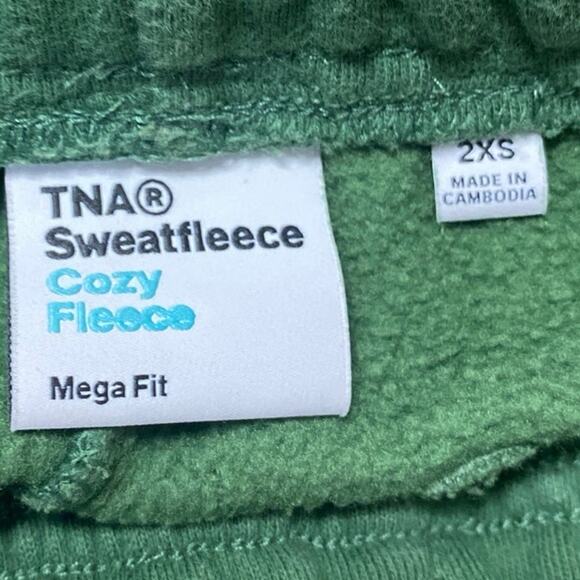 TNA®
Sweatfleece
Cozy
Fleece
Mega Fit
2XS
MADE IN
CAMBODIA